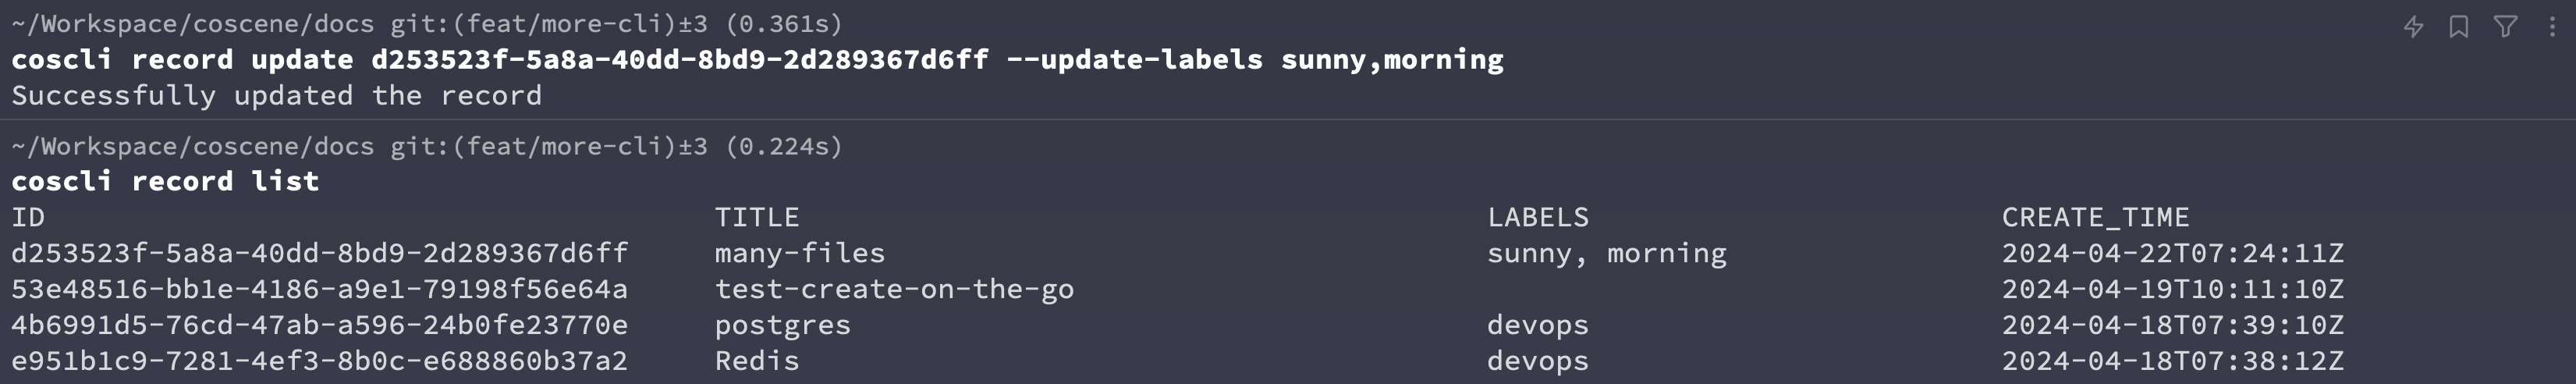 ~/Workspace/coscene/docs git:(feat/more-cli)±3 (0.361s)
coscli record update d253523f-5a8a-40dd-8bd9-2d289367d6ff --update-labels sunny,morning
Successfully updated the record
~/Workspace/coscene/docs git:(feat/more-cli)±3 (0.224s)
coscli record list
ID TITLE LABELS CREATE_TIME
d253523f-5a8a-40dd-8bd9-2d289367d6ff many-files sunny, morning 2024-04-22T07:24:11Z
53e48516-bb1e-4186-a9e1-79198f56e64a test-create-on-the-go 2024-04-19T10:11:10Z
4b6991d5-76cd-47ab-a596-24b0fe23770e postgres devops 2024-04-18T07:39:10Z
e951b1c9-7281-4ef3-8b0c-e688860b37a2 Redis devops 2024-04-18T07:38:12Z